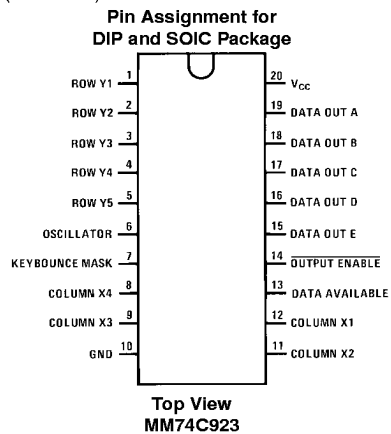 Pin Assignment for
DIP and SOIC Package
ROW Y1 1 20 VCC
ROW Y2 2 19 DATA OUT A
ROW Y3 3 18 DATA OUT B
ROW Y4 4 17 DATA OUT C
ROW Y5 5 16 DATA OUT D
OSCILLATOR 6 15 DATA OUT E
KEYBOUNCE MASK 7 14 OUTPUT ENABLE
COLUMN X4 8 13 DATA AVAILABLE
COLUMN X3 9 12 COLUMN X1
GND 10 11 COLUMN X2
Top View
MM74C923